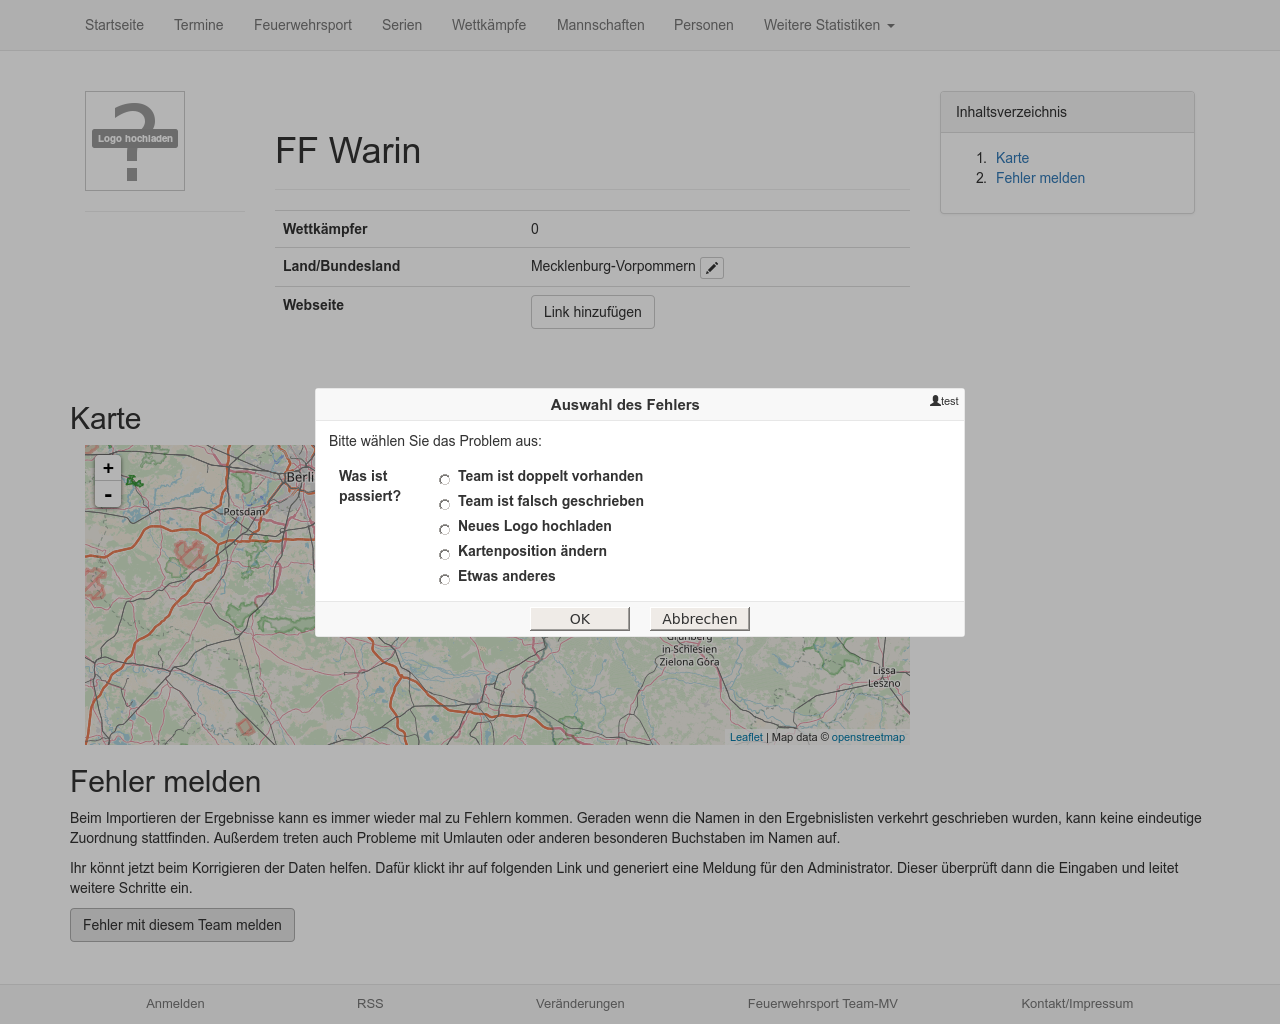 Startseite Termine Feuerwehrsport Serien Wettkämpfe Mannschaften Personen Weitere Statistiken
Logo hochladen
FF Warin
Inhaltsverzeichnis
1. Karte
2. Fehler melden
Wettkämpfer 0
Land/Bundesland Mecklenburg-Vorpommern
Webseite Link hinzufügen
Karte
+
-
Potsdam
Auswahl des Fehlers
test
Bitte wählen Sie das Problem aus:
Was ist
passiert?
Team ist doppelt vorhanden
Team ist falsch geschrieben
Neues Logo hochladen
Kartenposition ändern
Etwas anderes
OK Abbrechen
Grünberg
in Schlesien
Zielona Góra
Lissa
Leszno
Leaflet | Map data © openstreetmap
Fehler melden
Beim Importieren der Ergebnisse kann es immer wieder mal zu Fehlern kommen. Geraden wenn die Namen in den Ergebnislisten verkehrt geschrieben wurden, kann keine eindeutige
Zuordnung stattfinden. Außerdem treten auch Probleme mit Umlauten oder anderen besonderen Buchstaben im Namen auf.
Ihr könnt jetzt beim Korrigieren der Daten helfen. Dafür klickt ihr auf folgenden Link und generiert eine Meldung für den Administrator. Dieser überprüft dann die Eingaben und leitet
weitere Schritte ein.
Fehler mit diesem Team melden
Anmelden RSS Veränderungen Feuerwehrsport Team-MV Kontakt/Impressum